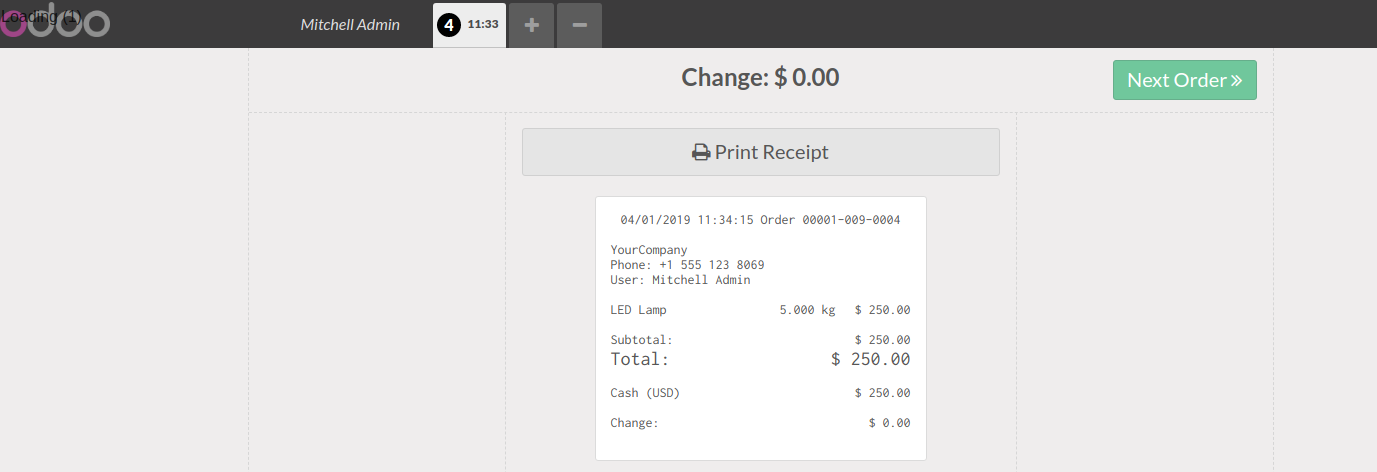 Loading (1)
odoo
Mitchell Admin
4 11:33 + −
Change: $ 0.00
Next Order »
Print Receipt
04/01/2019 11:34:15 Order 00001-009-0004
YourCompany
Phone: +1 555 123 8069
User: Mitchell Admin
LED Lamp 5.000 kg $ 250.00
Subtotal: $ 250.00
Total: $ 250.00
Cash (USD) $ 250.00
Change: $ 0.00